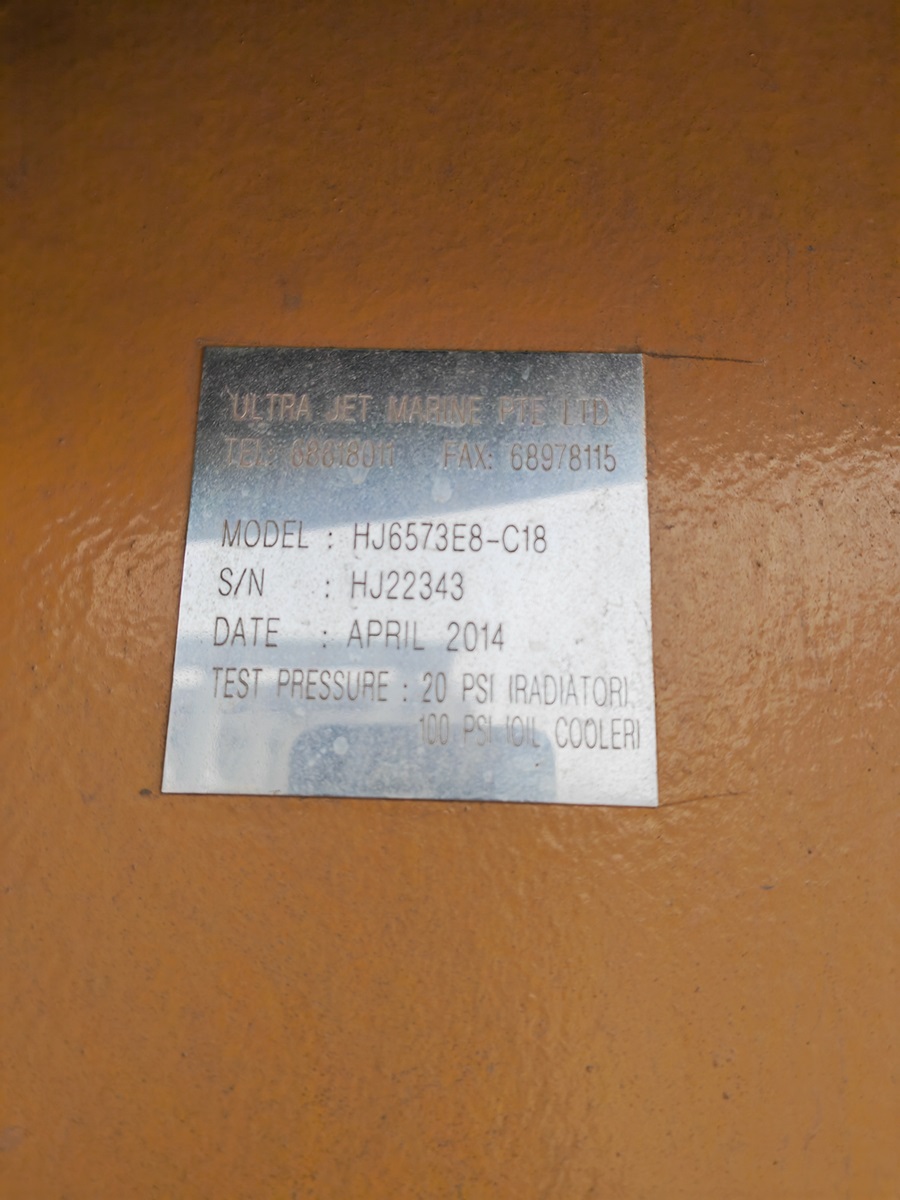 ULTRA JET MARINE PTE LTD
TEL: FAX: 68978115
MODEL : HJ6573E8-C18
S/N : HJ22343
DATE : APRIL 2014
TEST PRESSURE : 20 PSI (RADIATOR)
100 PSI (OIL COOLER)